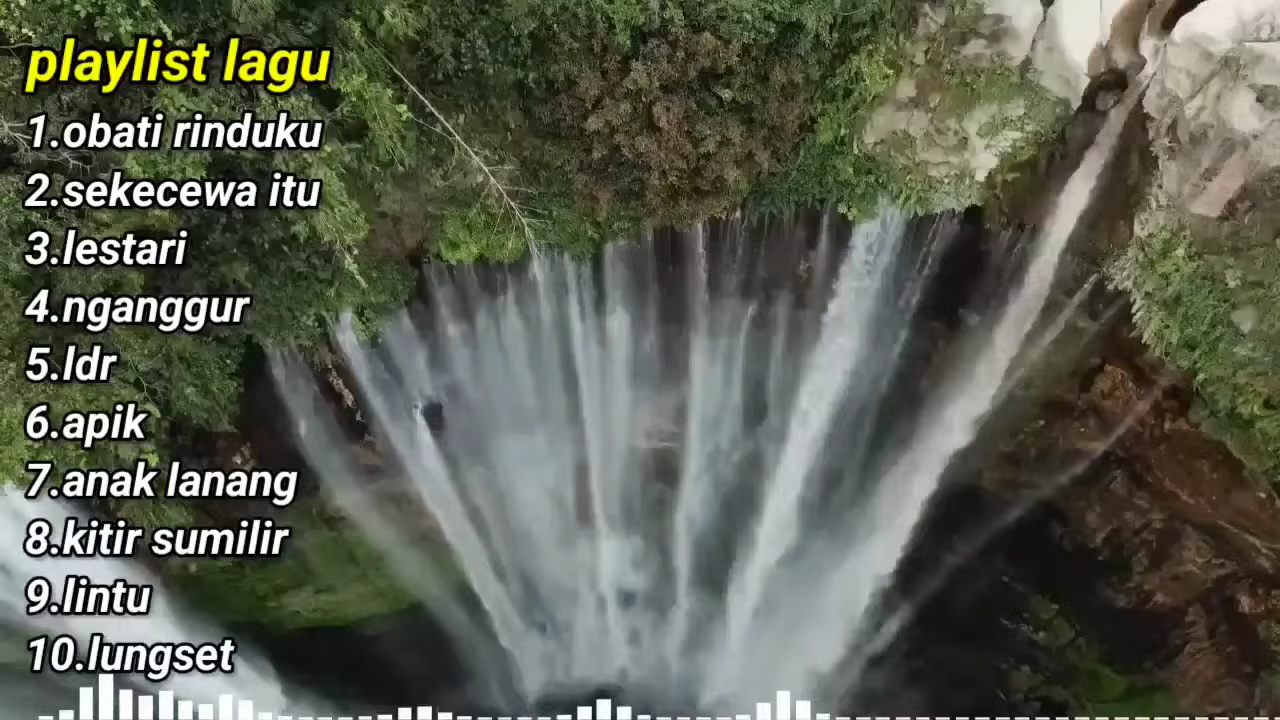 playlist lagu
1.obati rinduku
2.sekecewa itu
3.lestari
4.nganggur
5.ldr
6.apik
7.anak lanang
8.kitir sumilir
9.lintu
10.lungset